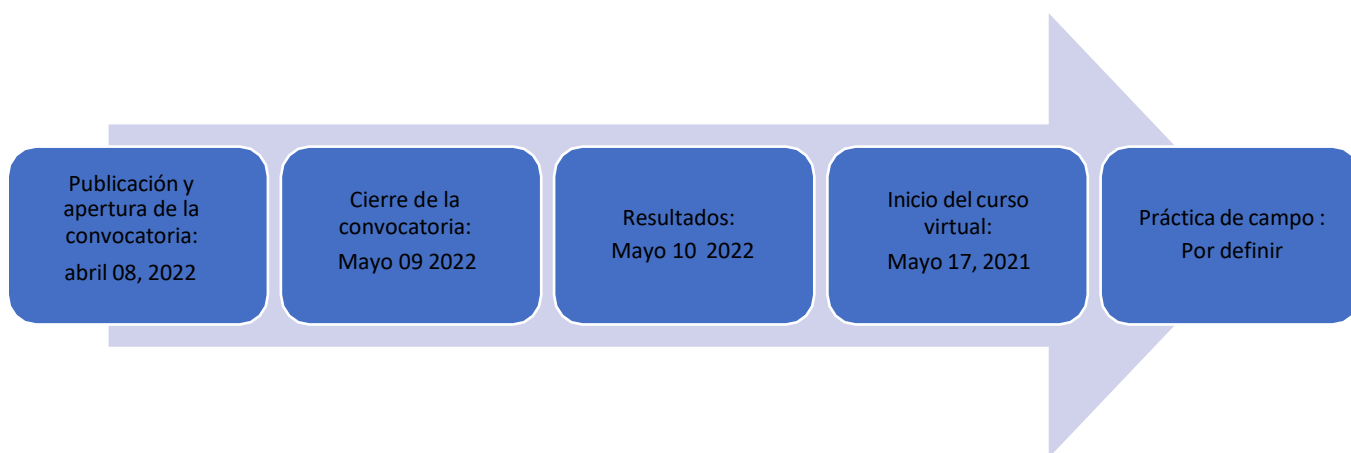 Publicación y
apertura de la
convocatoria:
abril 08, 2022
Cierre de la
convocatoria:
Mayo 09 2022
Resultados:
Mayo 10  2022
Inicio del curso
virtual:
Mayo 17, 2021
Práctica de campo :
Por definir